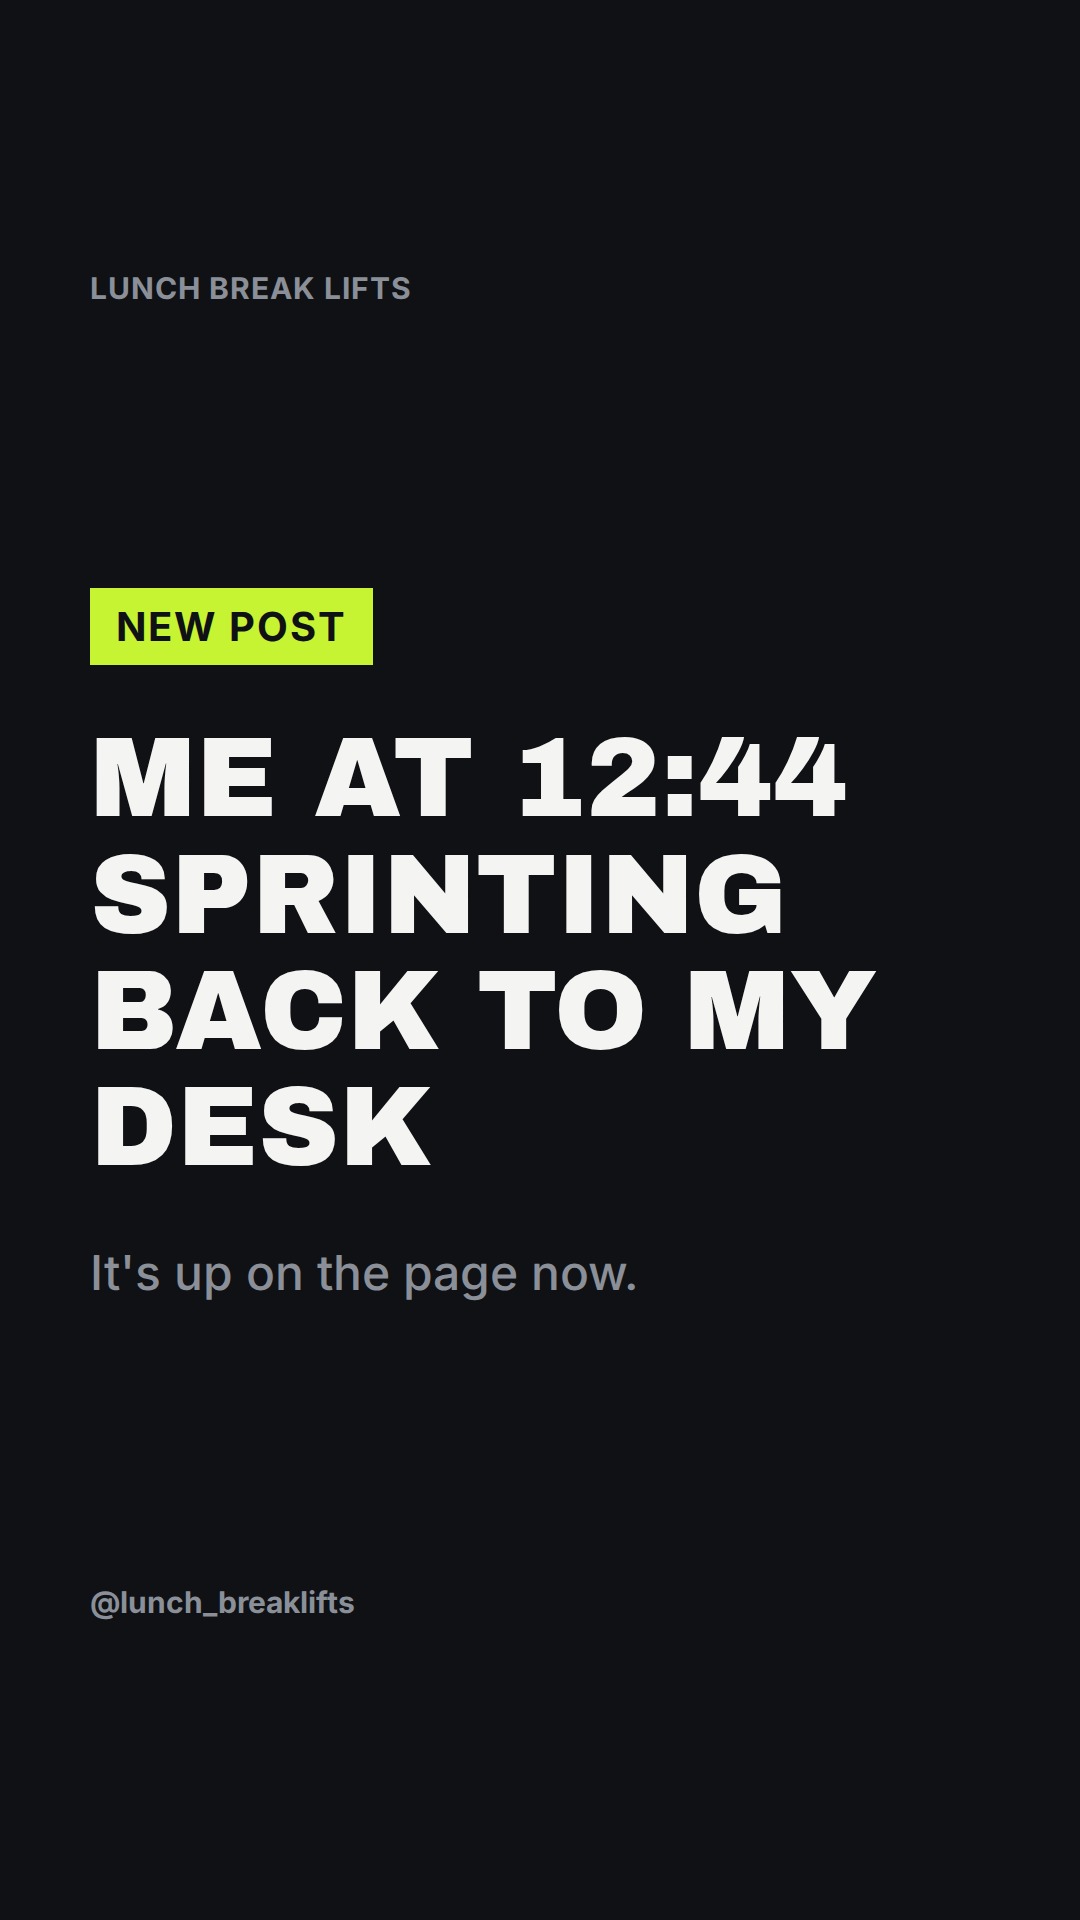 LUNCH BREAK LIFTS
NEW POST
ME AT 12:44
SPRINTING
BACK TO MY
DESK
It's up on the page now.
@lunch_breaklifts